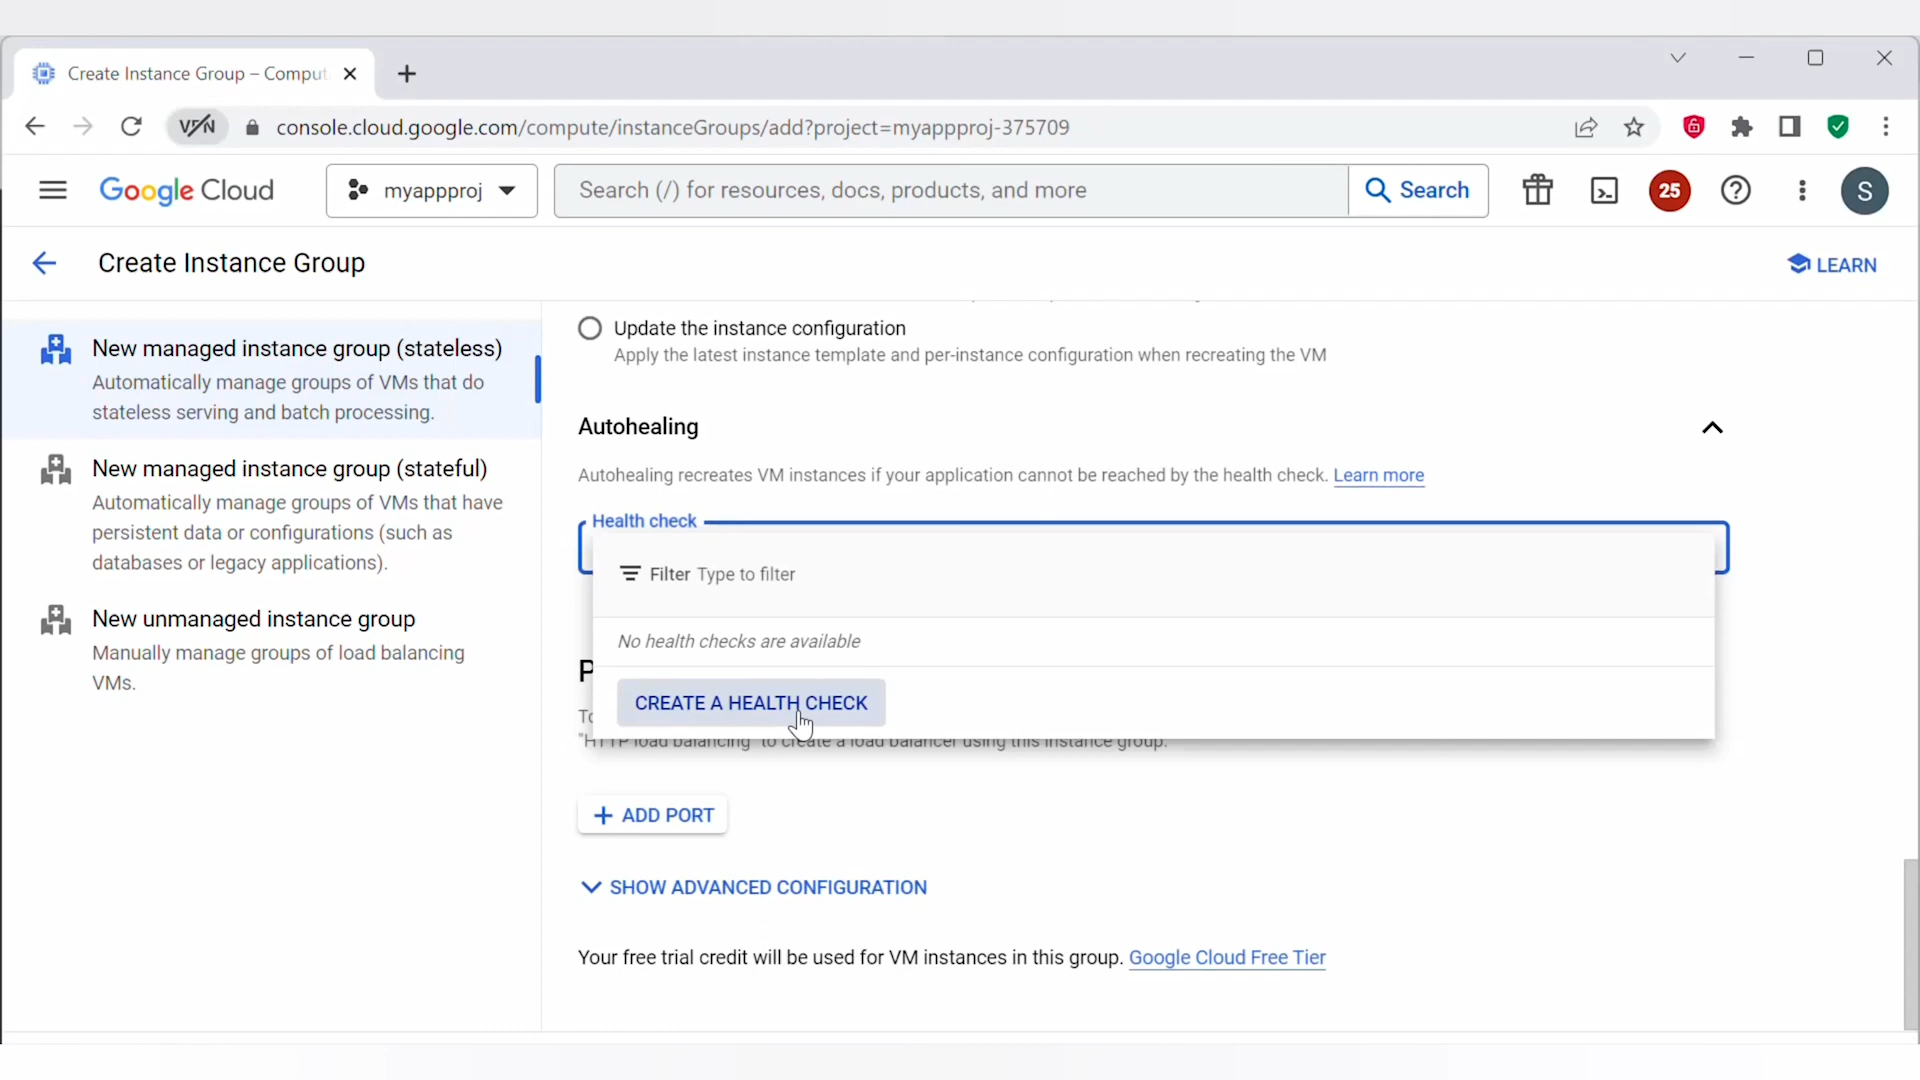 Create Instance Group – Comput
VPN
console.cloud.google.com/compute/instanceGroups/add?project=myappproj-375709
Google Cloud
myappproj
Search (/) for resources, docs, products, and more
Search
25
S
Create Instance Group
LEARN
New managed instance group (stateless)
Automatically manage groups of VMs that do
stateless serving and batch processing.
New managed instance group (stateful)
Automatically manage groups of VMs that have
persistent data or configurations (such as
databases or legacy applications).
New unmanaged instance group
Manually manage groups of load balancing
VMs.
Update the instance configuration
Apply the latest instance template and per-instance configuration when recreating the VM
Autohealing
Autohealing recreates VM instances if your application cannot be reached by the health check. Learn more
Health check
Filter Type to filter
No health checks are available
P
CREATE A HEALTH CHECK
To
"HTTP load balancing" to create a load balancer using this instance group.
ADD PORT
SHOW ADVANCED CONFIGURATION
Your free trial credit will be used for VM instances in this group. Google Cloud Free Tier